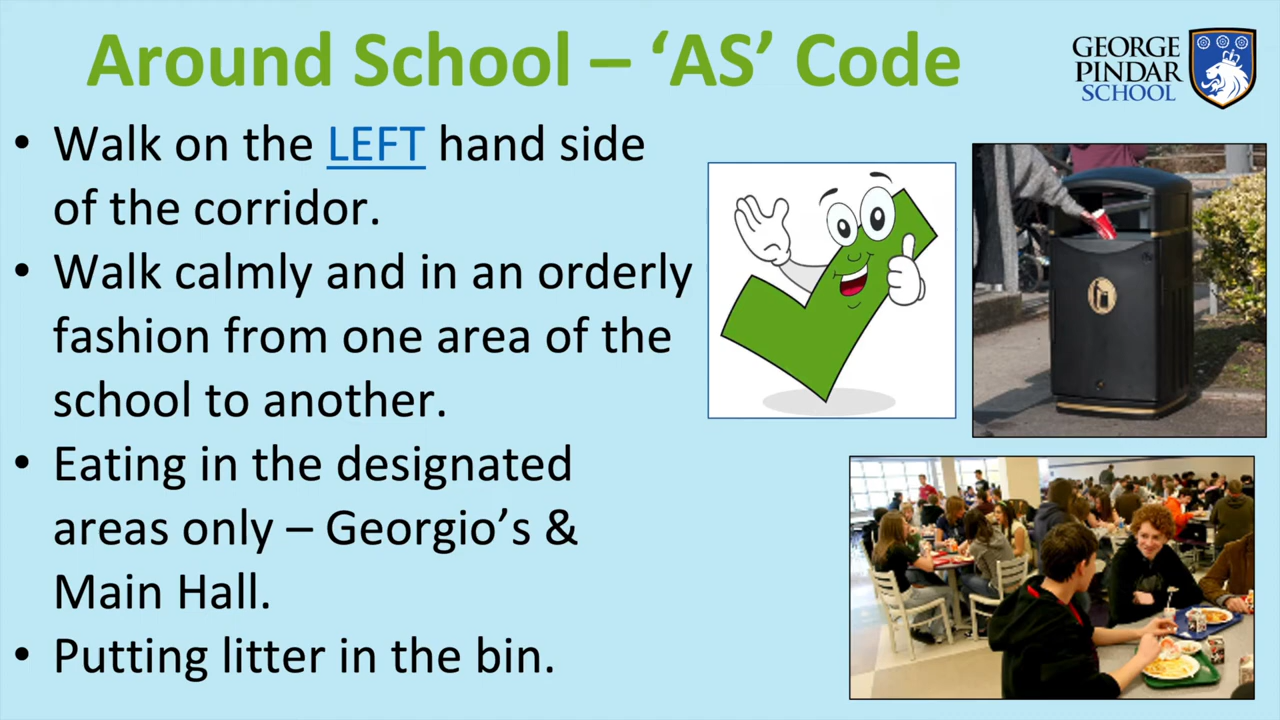 Around School – ‘AS’ Code
GEORGE
PINDAR
SCHOOL
• Walk on the LEFT hand side
of the corridor.
• Walk calmly and in an orderly
fashion from one area of the
school to another.
• Eating in the designated
areas only – Georgio’s &
Main Hall.
• Putting litter in the bin.